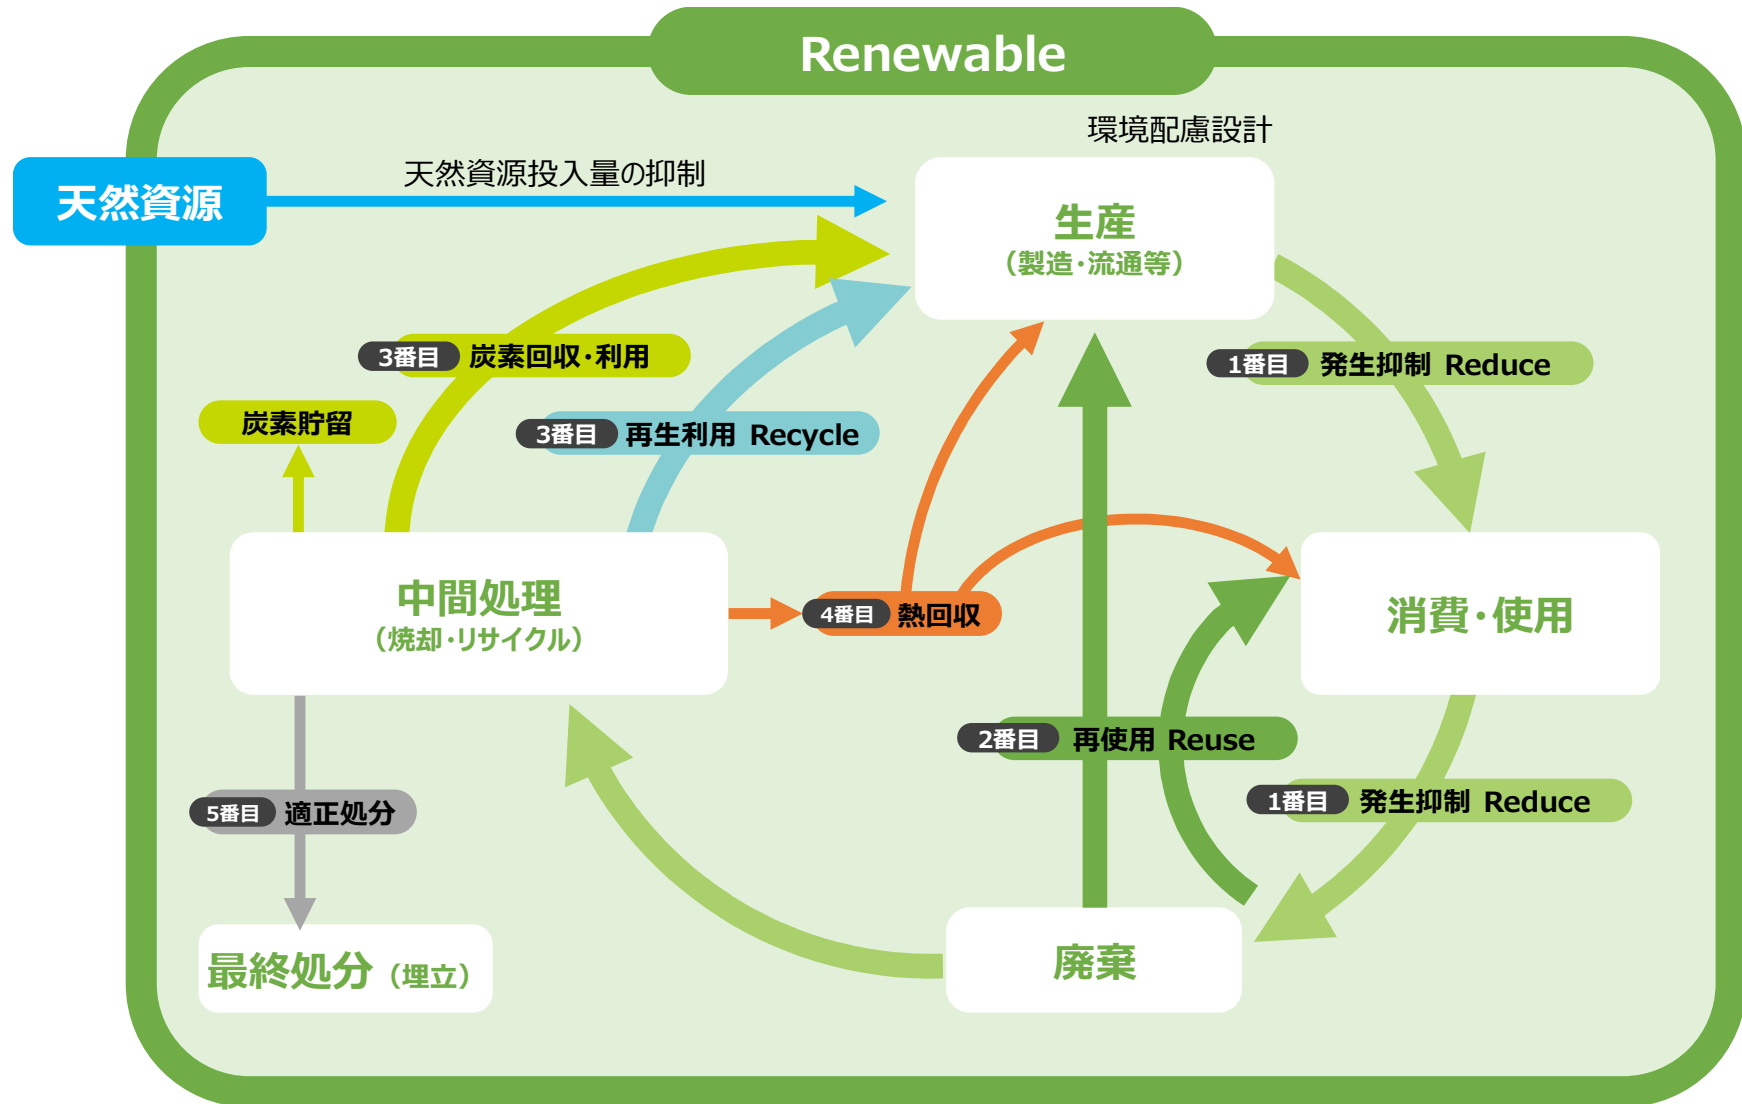 Renewable
環境配慮設計
天然資源
天然資源投入量の抑制
生産
（製造・流通等）
3番目 炭素回収・利用
1番目 発生抑制 Reduce
炭素貯留
3番目 再生利用 Recycle
中間処理
（焼却・リサイクル）
4番目 熱回収
消費・使用
2番目 再使用 Reuse
5番目 適正処分
1番目 発生抑制 Reduce
最終処分（埋立）
廃棄